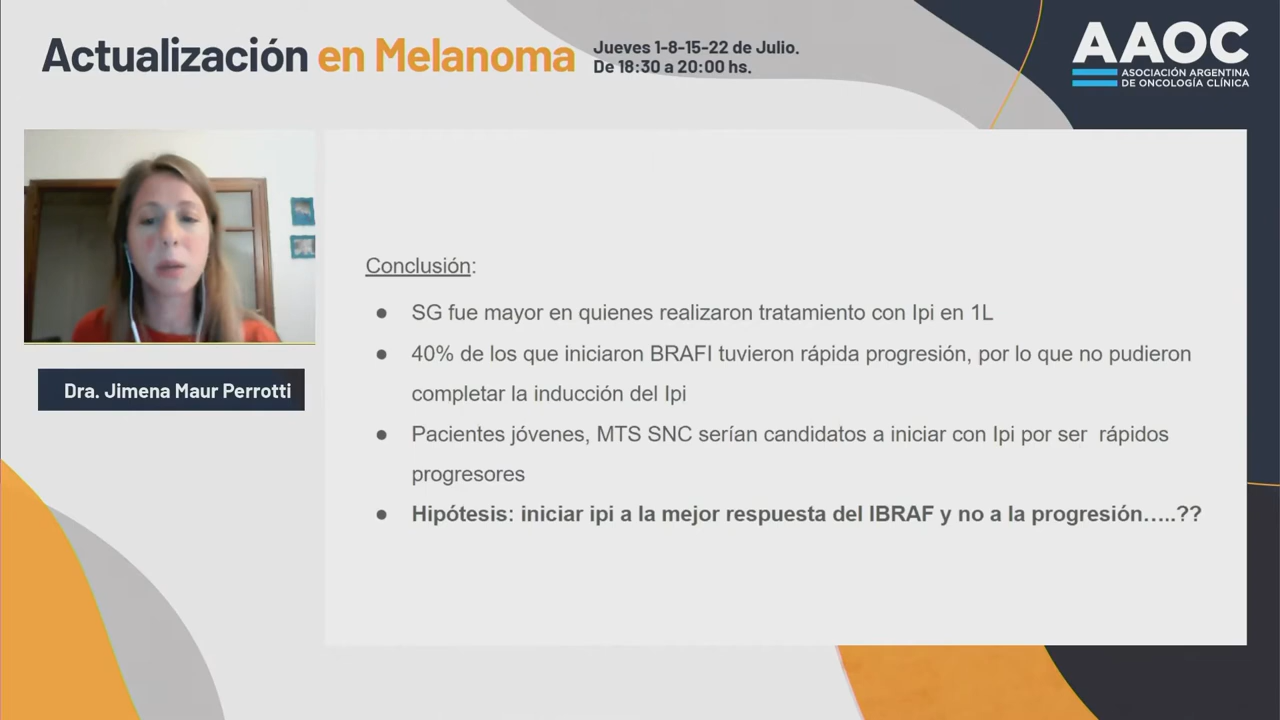 Actualización en Melanoma
Jueves 1-8-15-22 de Julio.
De 18:30 a 20:00 hs.
AAOC
ASOCIACIÓN ARGENTINA
DE ONCOLOGÍA CLÍNICA
Dra. Jimena Maur Perrotti
Conclusión:
● SG fue mayor en quienes realizaron tratamiento con Ipi en 1L
● 40% de los que iniciaron BRAFI tuvieron rápida progresión, por lo que no pudieron
completar la inducción del Ipi
● Pacientes jóvenes, MTS SNC serían candidatos a iniciar con Ipi por ser rápidos
progresores
● Hipótesis: iniciar ipi a la mejor respuesta del IBRAF y no a la progresión…..??